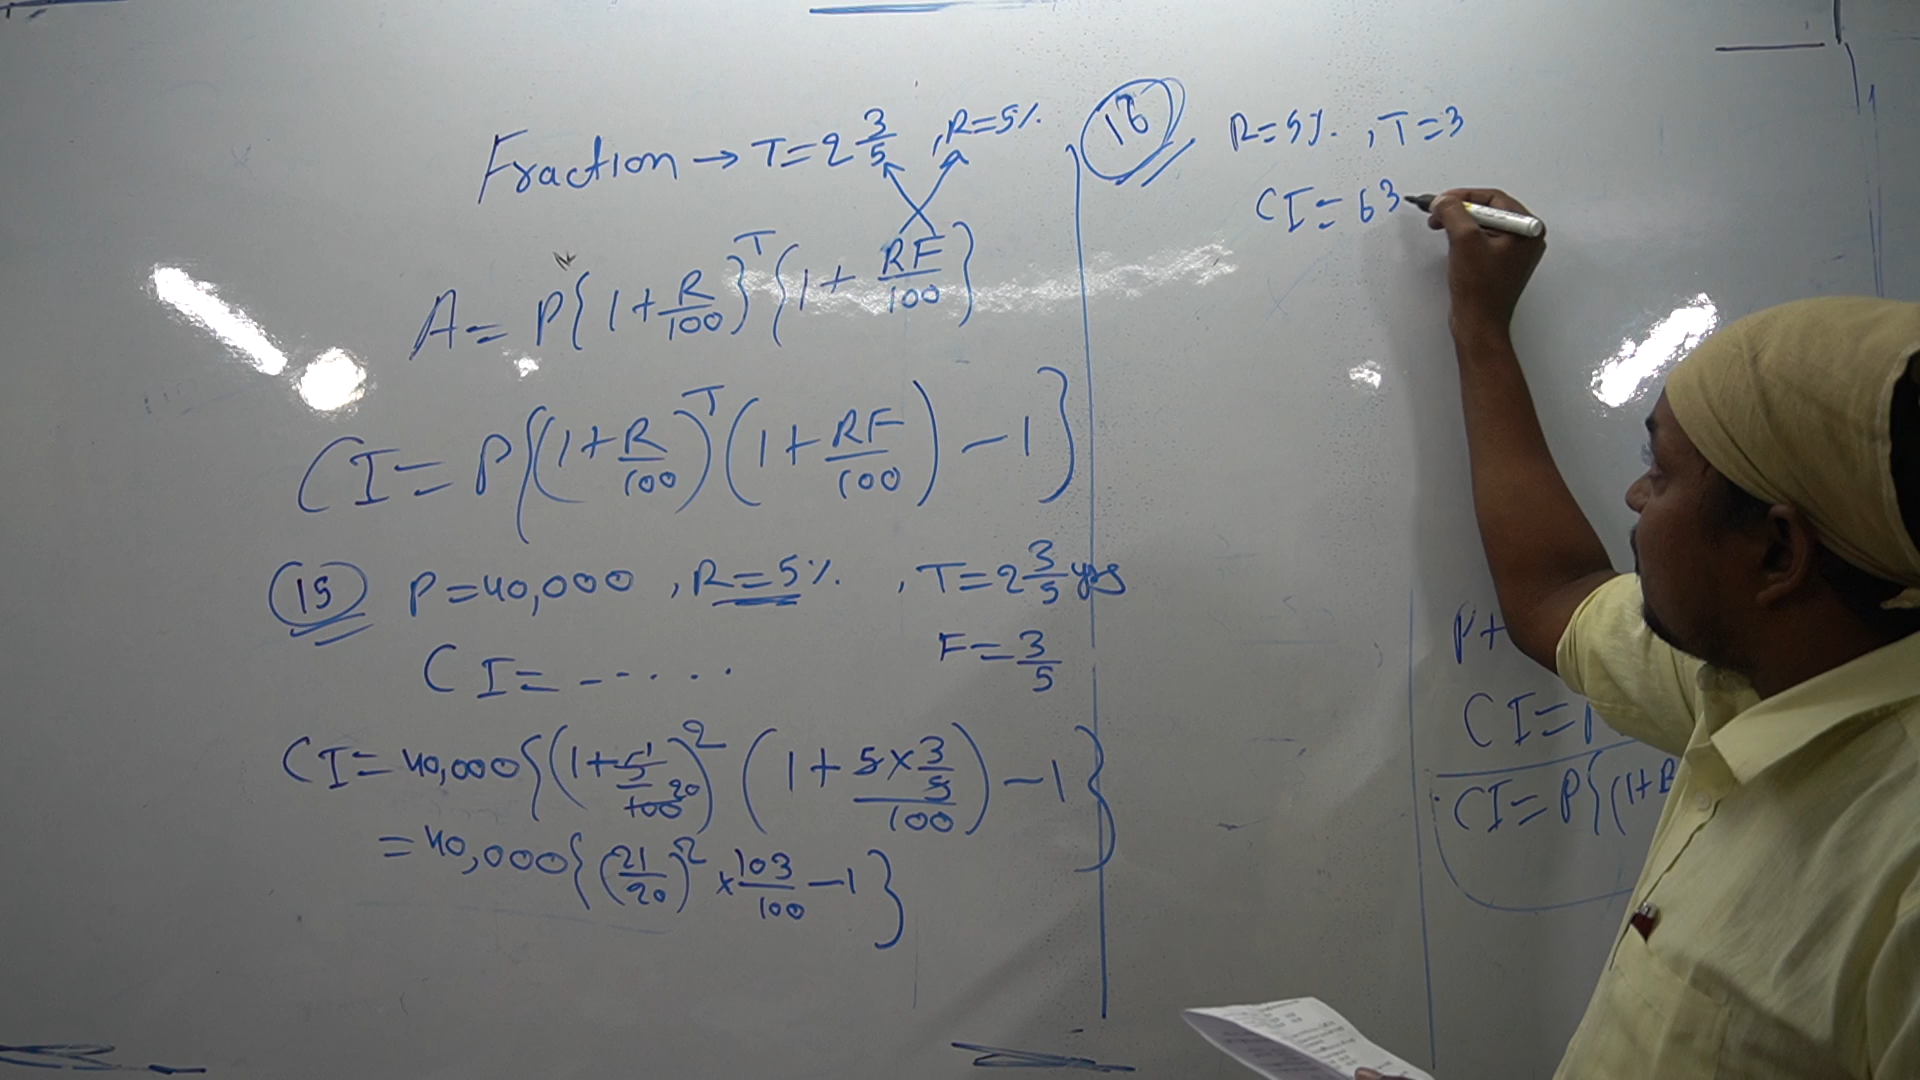 Fraction → T=2 3/5 , R=5%
A= P{1+R/100}^T {1+RF/100}
CI= P{(1+R/100)^T (1+RF/100) -1}
(15) P=40,000 , R=5% , T=2 3/5 yrs
CI= ------ F=3/5
CI= 40,000{(1+5/100)^2 (1+5×3/5/100) -1}
1
20
=40,000{(21/20)^2 ×103/100 -1}
(16) R=5% , T=3
CI= 63
P+
CI=P
CI=P{(1+R